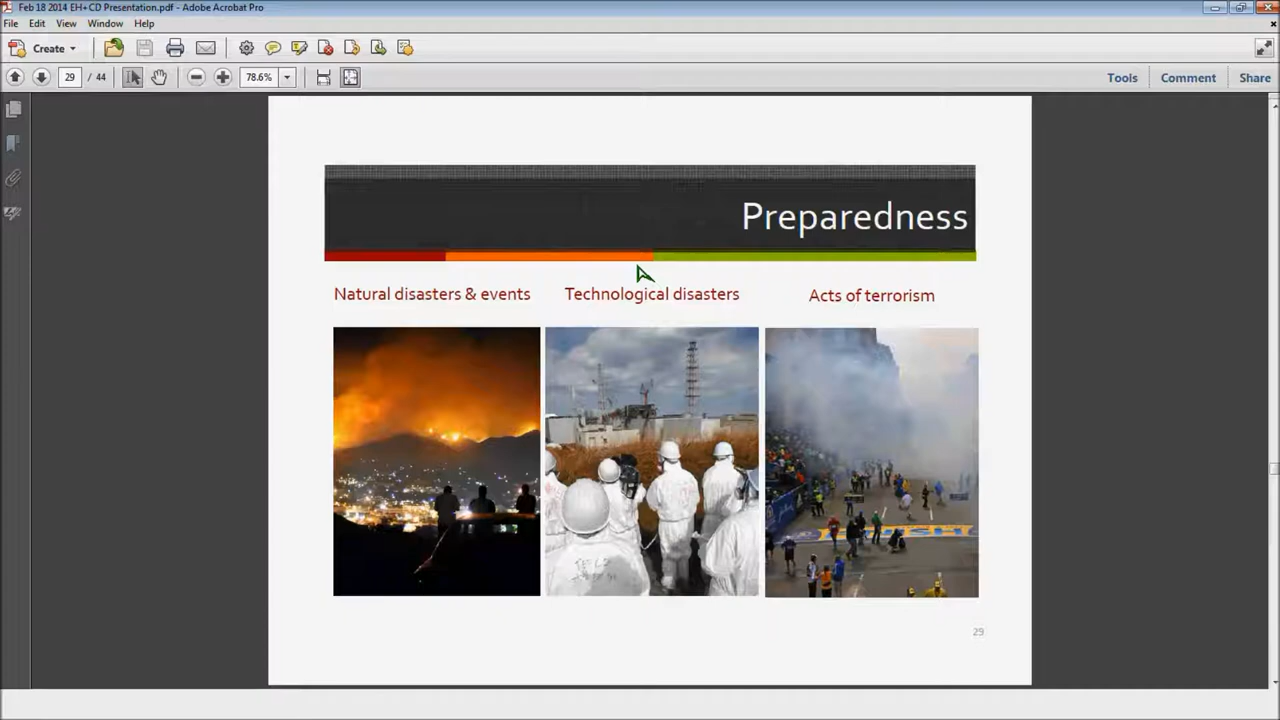 Feb 18 2014 EH+CD Presentation.pdf - Adobe Acrobat Pro
File Edit View Window Help
Create
29 / 44 78.6% Tools Comment Share
Preparedness
Natural disasters & events Technological disasters Acts of terrorism
29